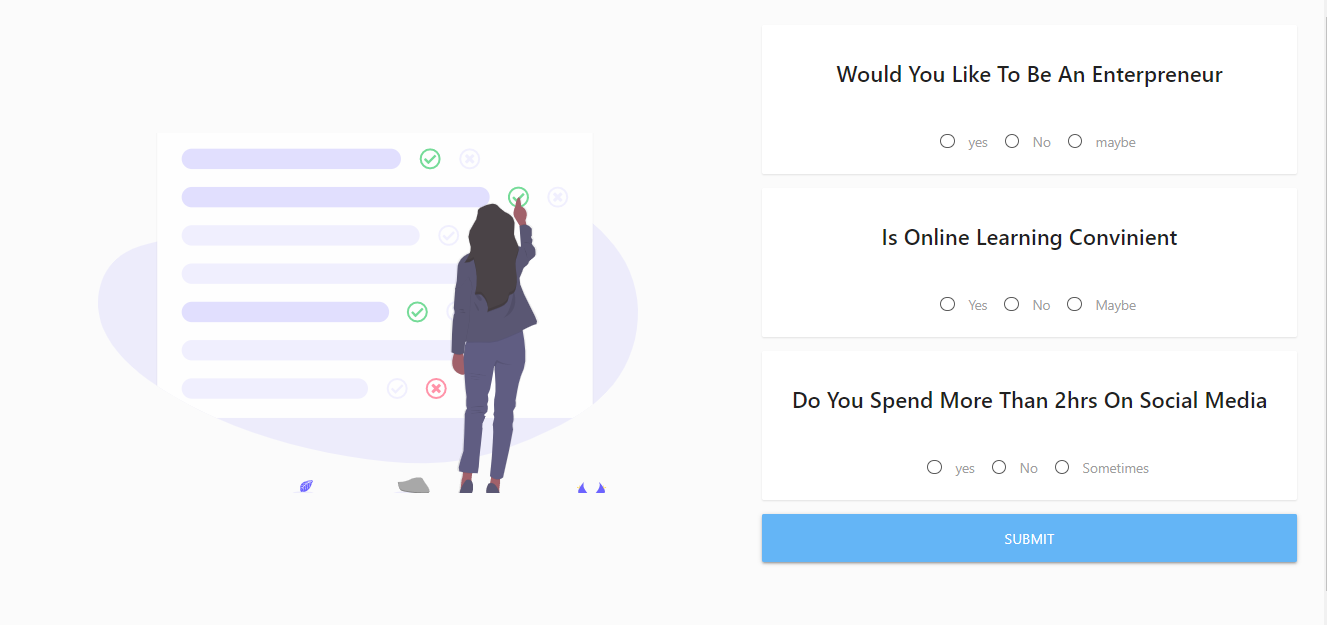 Would You Like To Be An Enterpreneur
yes No maybe
Is Online Learning Convinient
Yes No Maybe
Do You Spend More Than 2hrs On Social Media
yes No Sometimes
SUBMIT